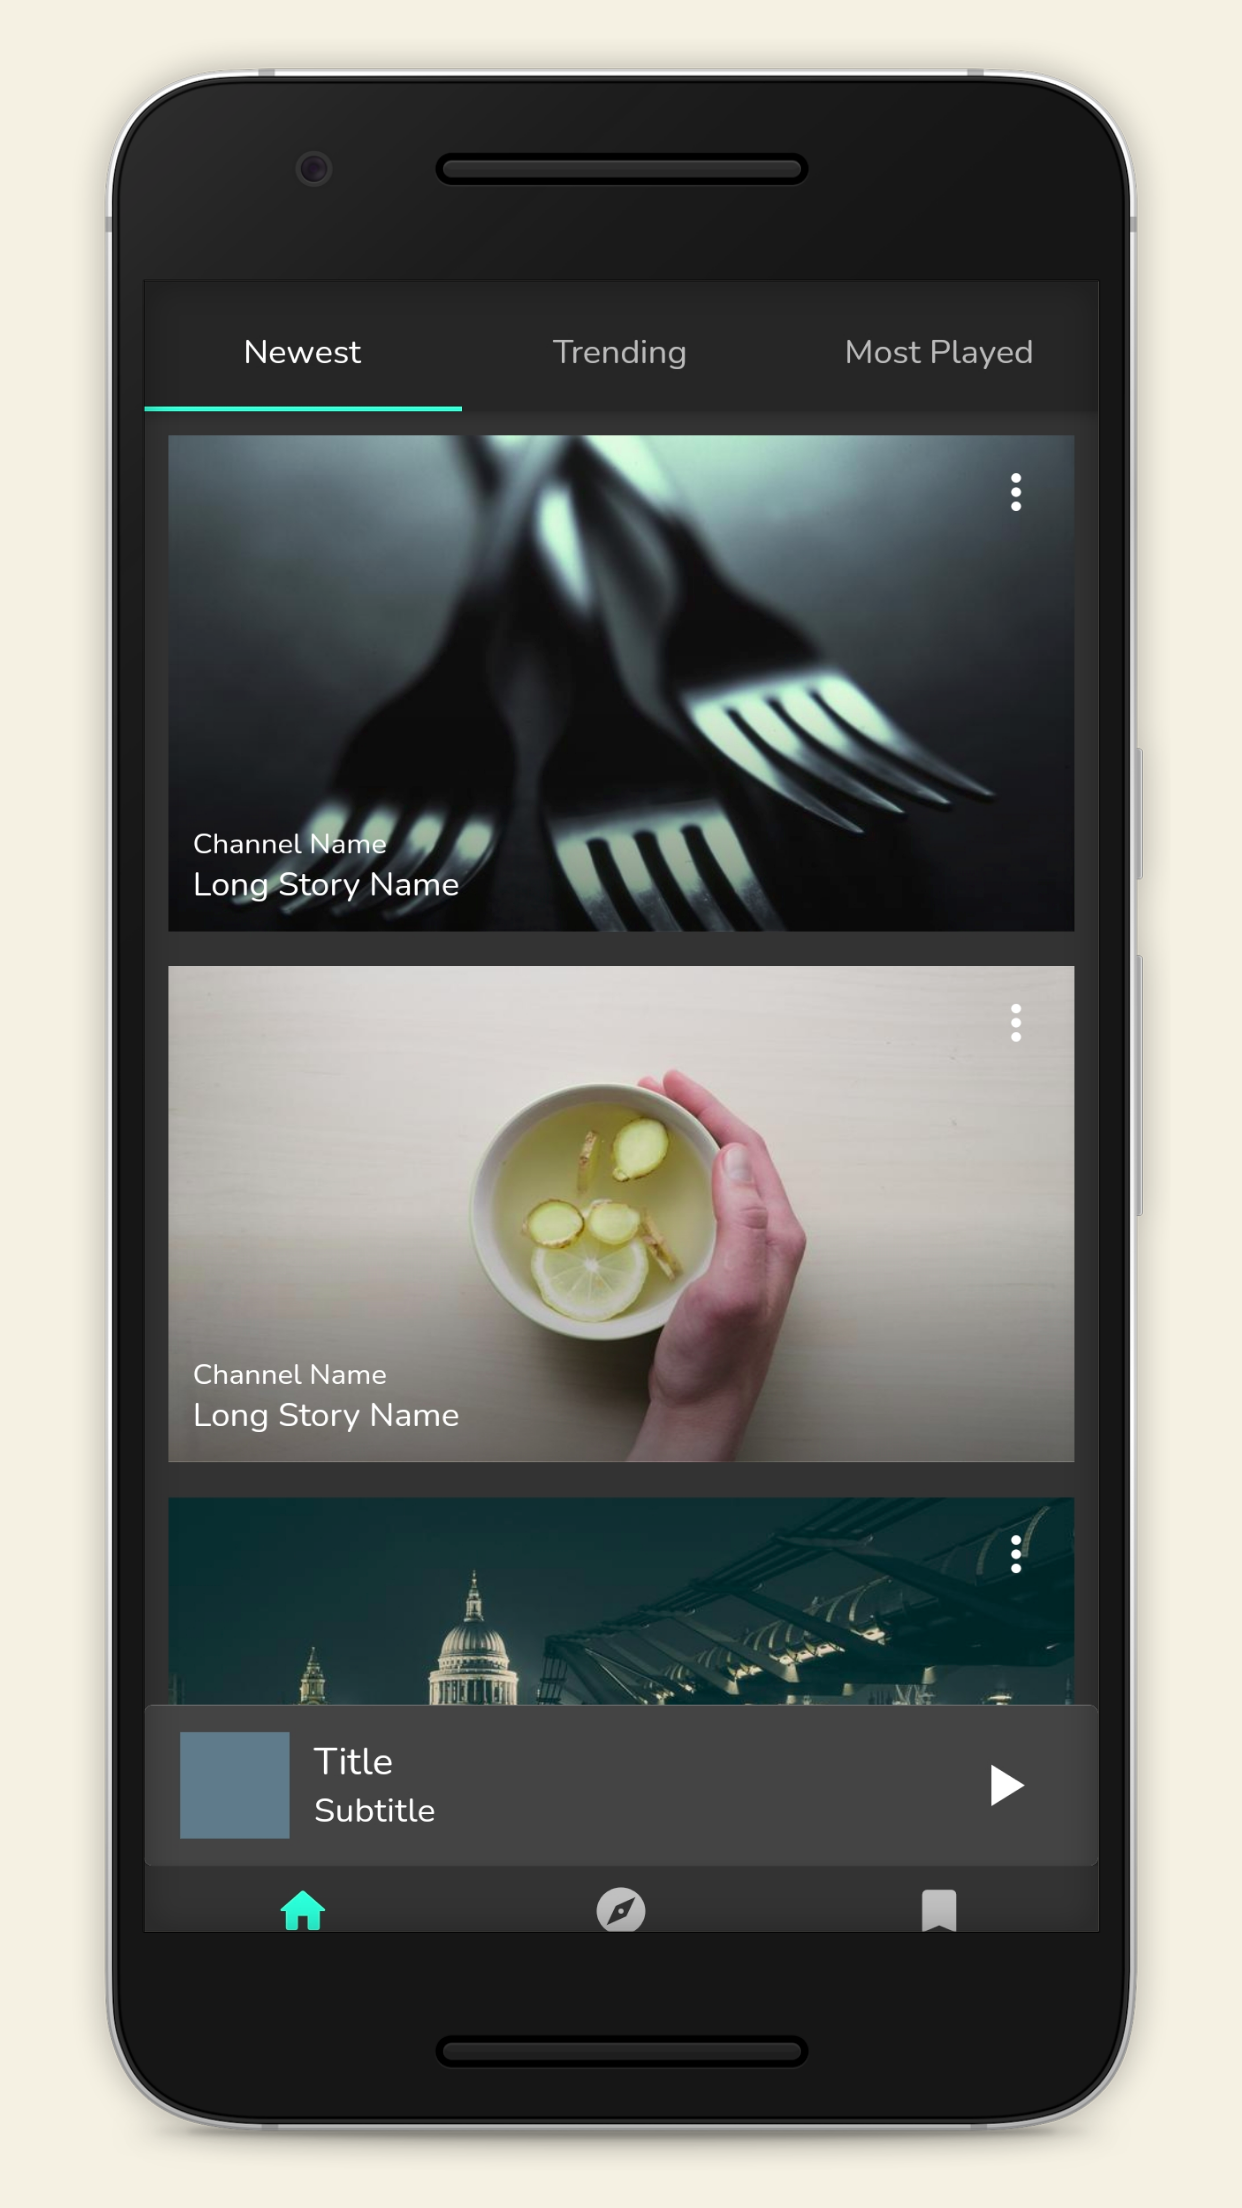 Newest
Trending
Most Played
Channel Name
Long Story Name
Channel Name
Long Story Name
Title
Subtitle